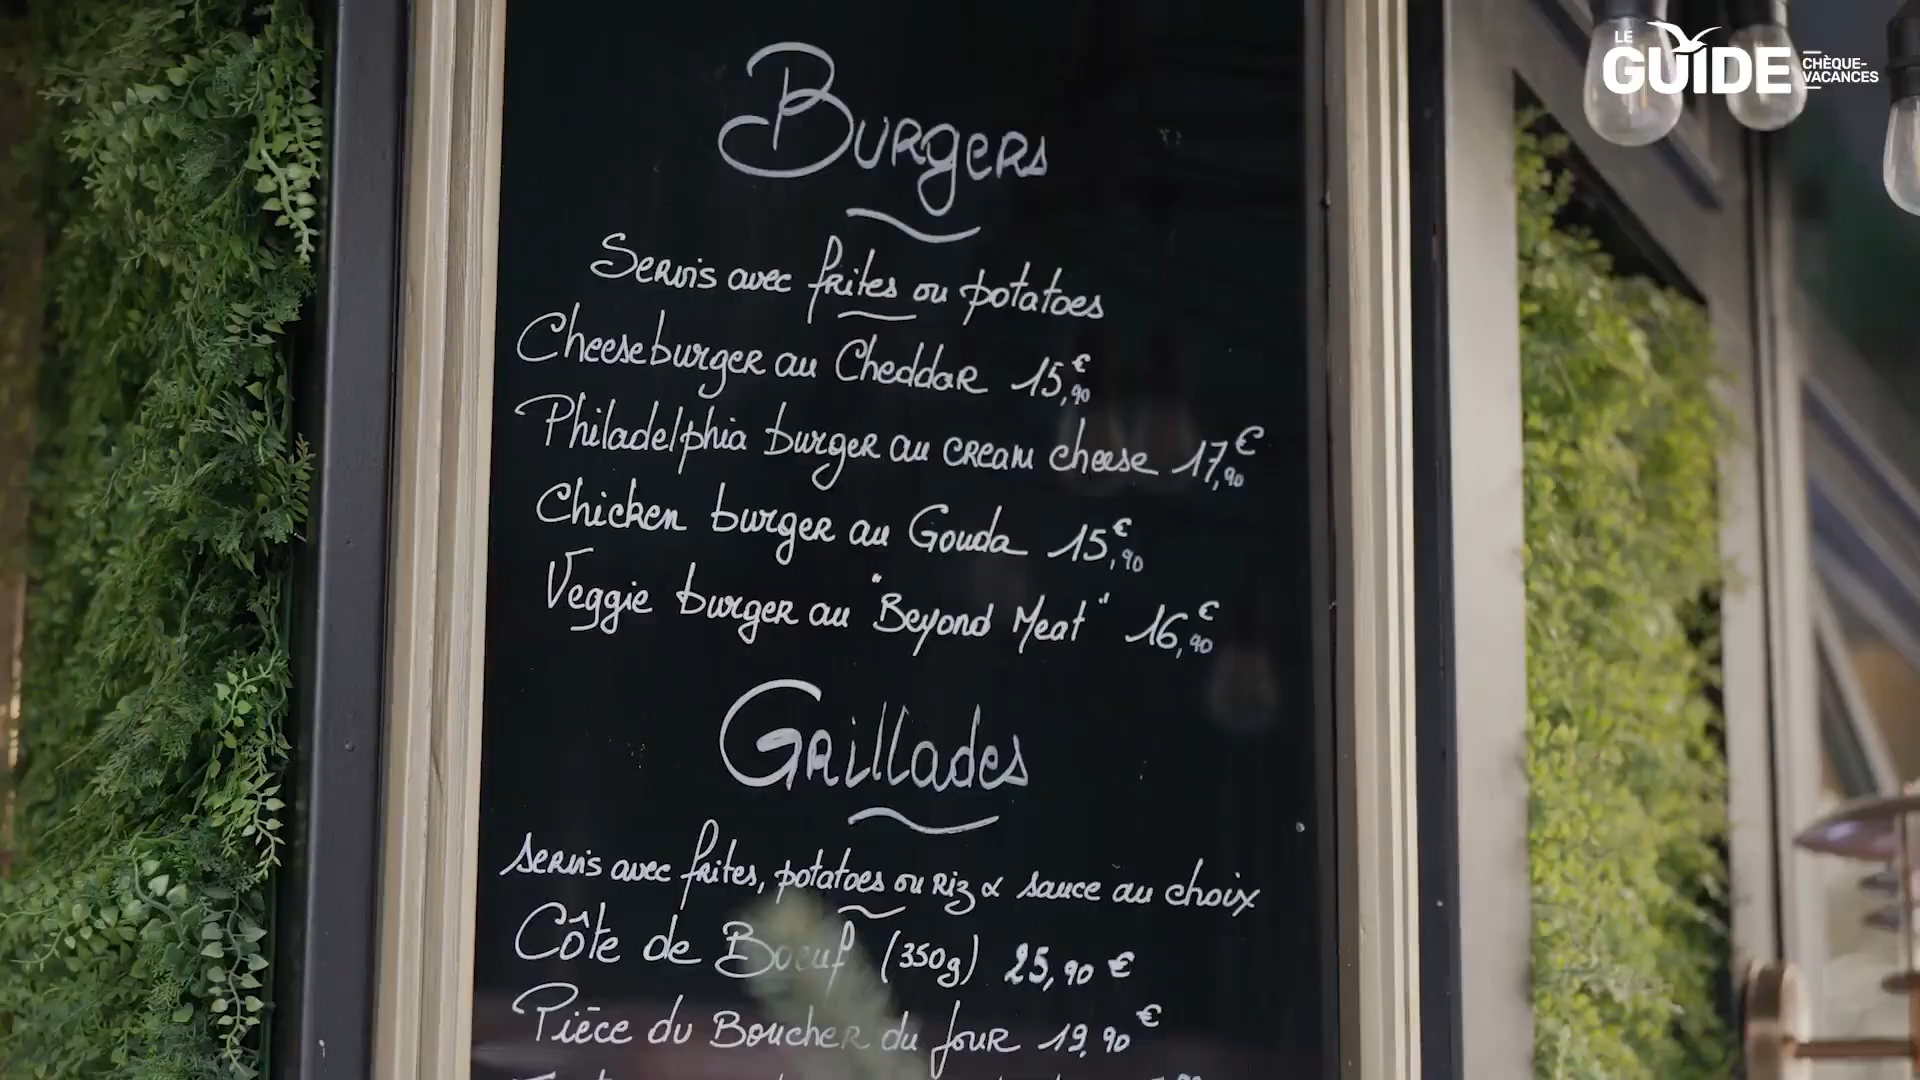 LE
GUIDE
CHÈQUE-
VACANCES
Burgers
Servis avec frites ou potatoes
Cheeseburger au Cheddar 15,90€
Philadelphia burger au cream cheese 17,90€
Chicken burger au Gouda 15,90€
Veggie burger au "Beyond Meat" 16,90€
Grillades
servis avec frites, potatoes ou riz & sauce au choix
Côte de Boeuf (350g) 25,90 €
Pièce du Boucher du jour 19,90€